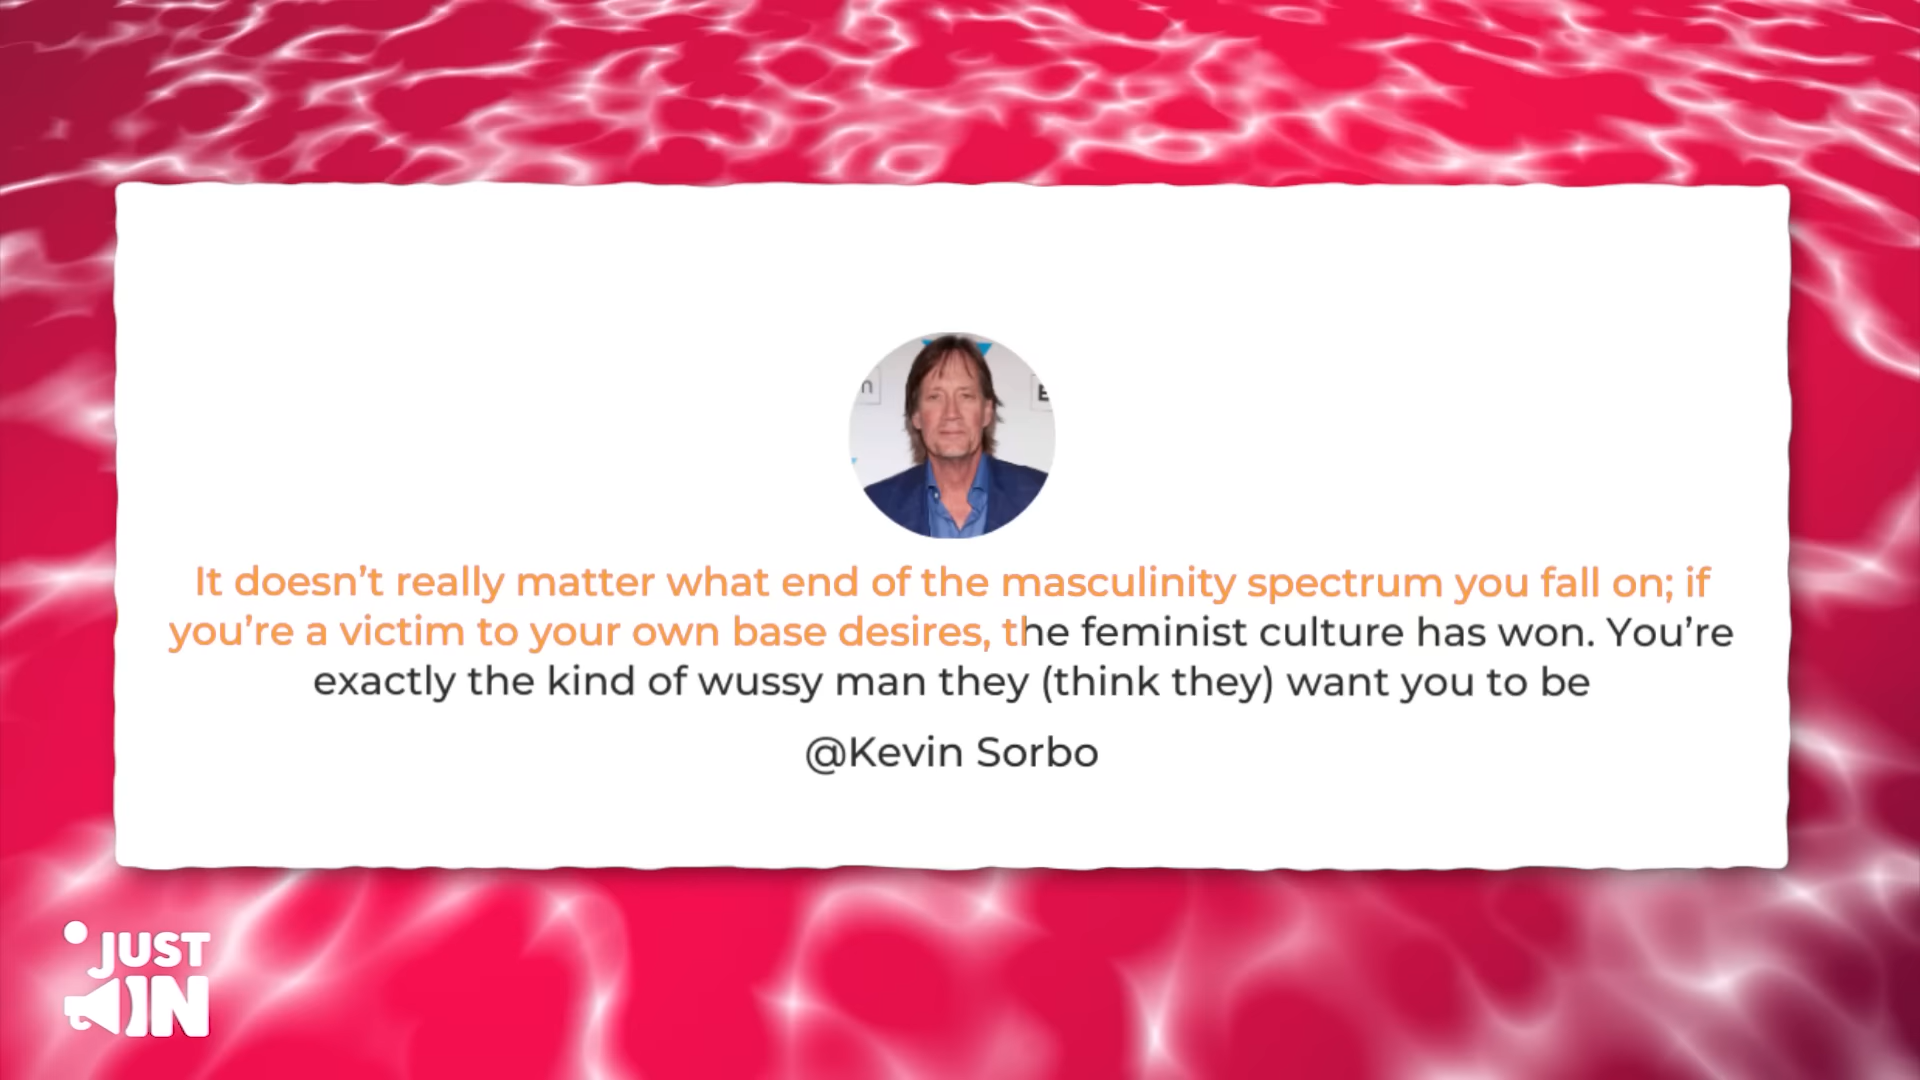 It doesn’t really matter what end of the masculinity spectrum you fall on; if
you’re a victim to your own base desires, the feminist culture has won. You’re
exactly the kind of wussy man they (think they) want you to be
@Kevin Sorbo
JUST
IN